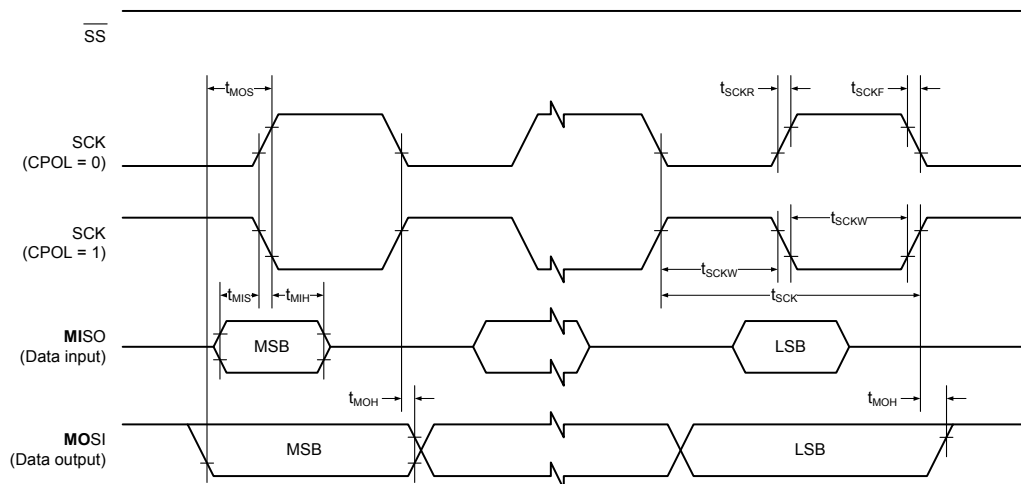 SS
tMOS
tSCKR
tSCKF
SCK
(CPOL = 0)
SCK
(CPOL = 1)
tSCKW
tSCKW
tSCK
tMIS
tMIH
MISO
(Data input)
MSB
LSB
tMOH
tMOH
MOSI
(Data output)
MSB
LSB